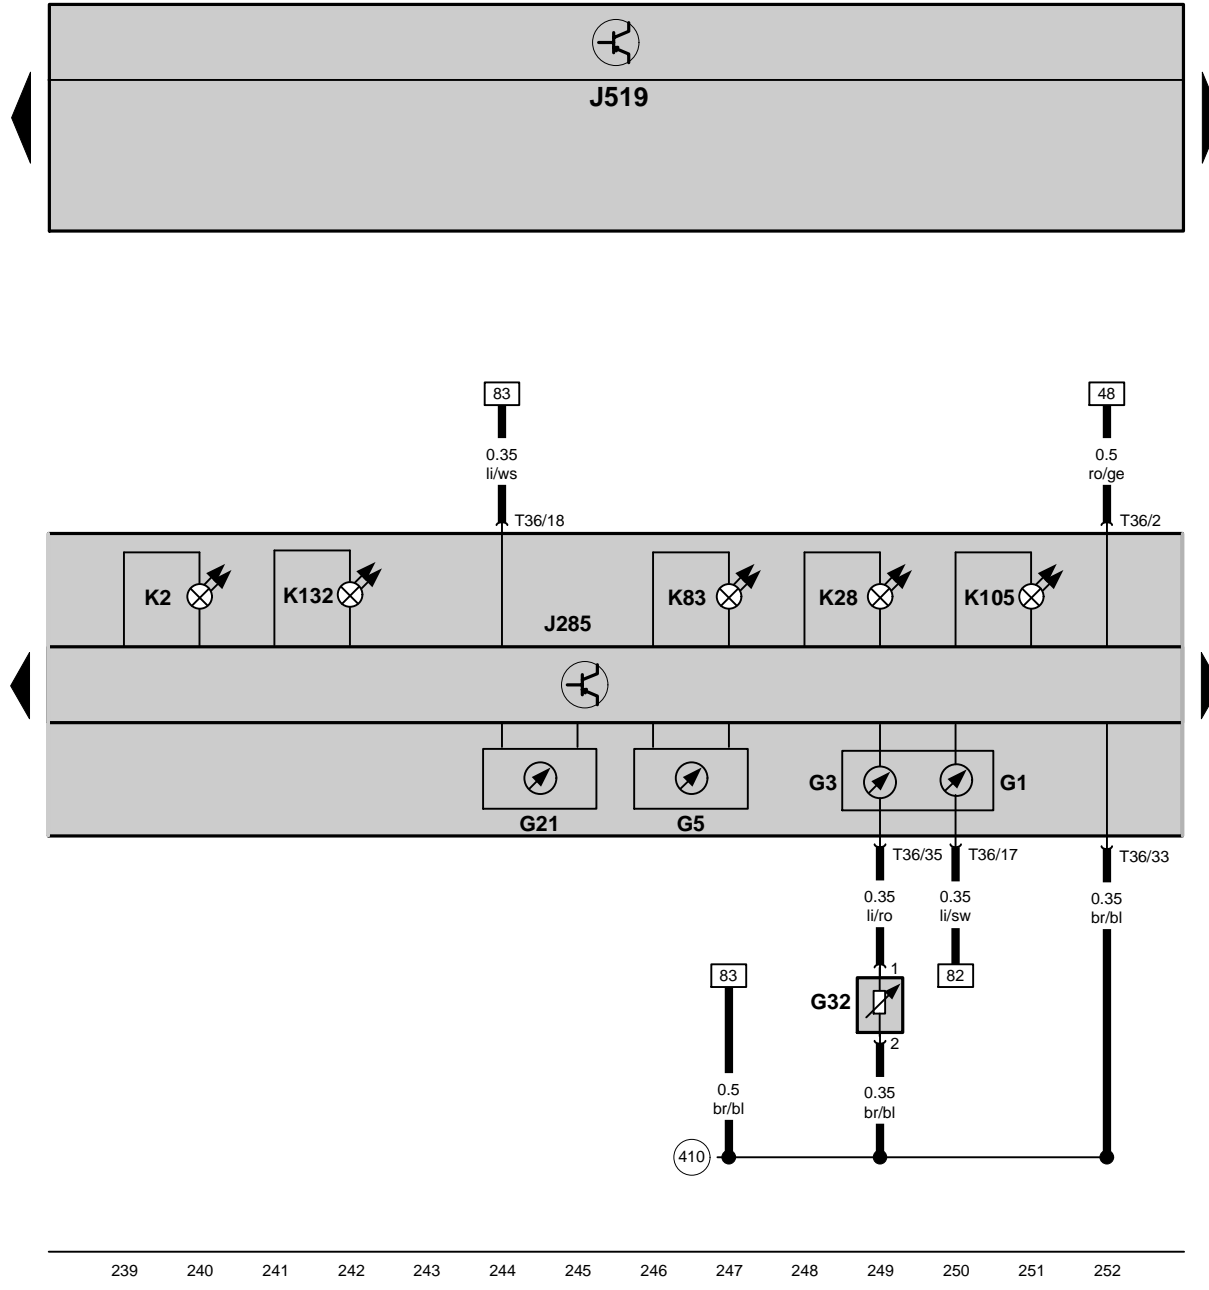 J519
83
48
0.35
li/ws
0.5
ro/ge
T36/18
T36/2
K2
K132
K83
K28
K105
J285
G3
G1
G21
G5
T36/35
T36/17
T36/33
0.35
li/ro
0.35
li/sw
0.35
br/bl
83
1
82
G32
2
0.5
br/bl
0.35
br/bl
410
239 240 241 242 243 244 245 246 247 248 249 250 251 252